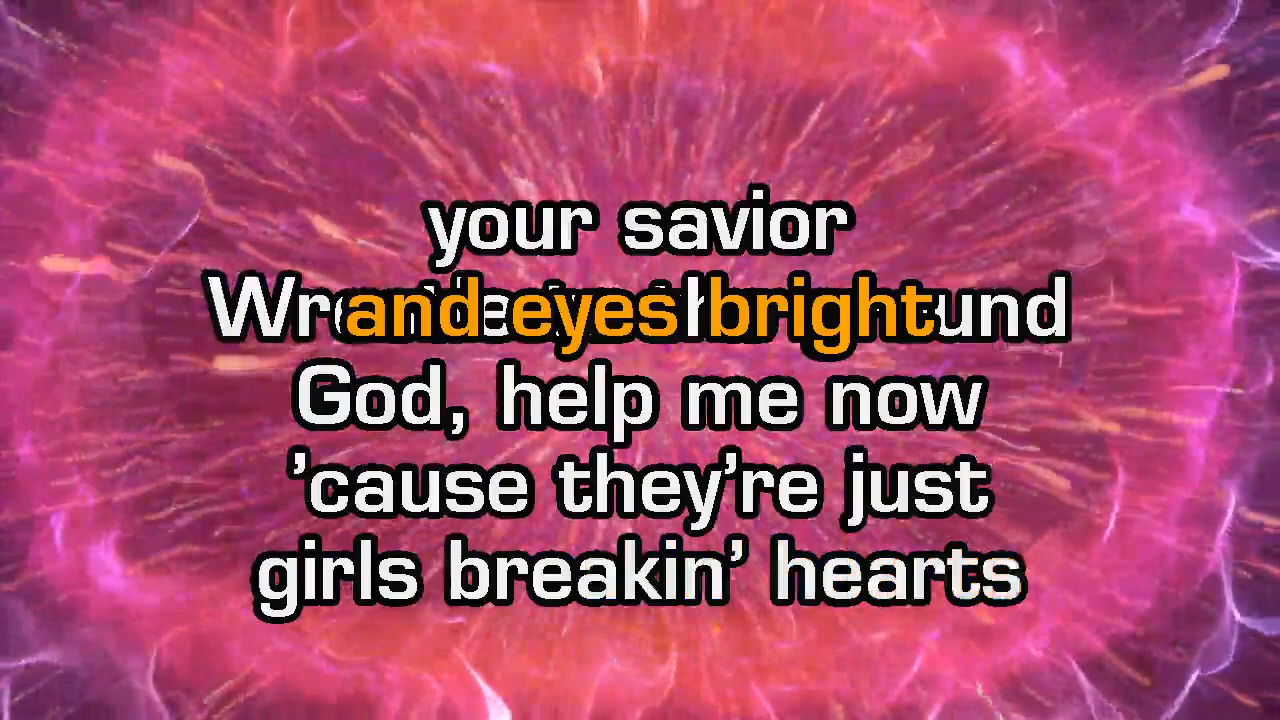 your savior
and eyes bright
God, help me now
’cause they’re just
girls breakin’ hearts